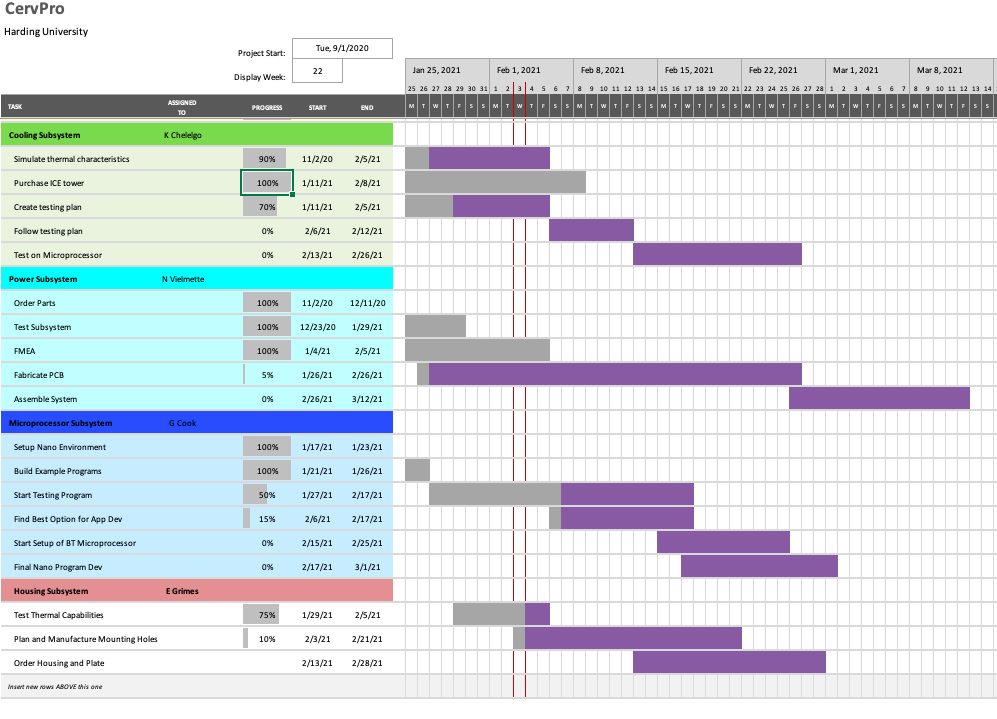 CervPro
Harding University
Project Start: Tue, 9/1/2020
Display Week: 22
Jan 25, 2021 Feb 1, 2021 Feb 8, 2021 Feb 15, 2021 Feb 22, 2021 Mar 1, 2021 Mar 8, 2021
25 26 27 28 29 30 31 1 2 3 4 5 6 7 8 9 10 11 12 13 14 15 16 17 18 19 20 21 22 23 24 25 26 27 28 1 2 3 4 5 6 7 8 9 10 11 12 13 14
TASK ASSIGNED TO PROGRESS START END M T W T F S S M T W T F S S M T W T F S S M T W T F S S M T W T F S S M T W T F S S M T W T F S S
Cooling Subsystem K Chelelgo
Simulate thermal characteristics 90% 11/2/20 2/5/21
Purchase ICE tower 100% 1/11/21 2/8/21
Create testing plan 70% 1/11/21 2/5/21
Follow testing plan 0% 2/6/21 2/12/21
Test on Microprocessor 0% 2/13/21 2/26/21
Power Subsystem N Vielmette
Order Parts 100% 11/2/20 12/11/20
Test Subsystem 100% 12/23/20 1/29/21
FMEA 100% 1/4/21 2/5/21
Fabricate PCB 5% 1/26/21 2/26/21
Assemble System 0% 2/26/21 3/12/21
Microprocessor Subsystem G Cook
Setup Nano Environment 100% 1/17/21 1/23/21
Build Example Programs 100% 1/21/21 1/26/21
Start Testing Program 50% 1/27/21 2/17/21
Find Best Option for App Dev 15% 2/6/21 2/17/21
Start Setup of BT Microprocessor 0% 2/15/21 2/25/21
Final Nano Program Dev 0% 2/17/21 3/1/21
Housing Subsystem E Grimes
Test Thermal Capabilities 75% 1/29/21 2/5/21
Plan and Manufacture Mounting Holes 10% 2/3/21 2/21/21
Order Housing and Plate 2/13/21 2/28/21
Insert new rows ABOVE this one